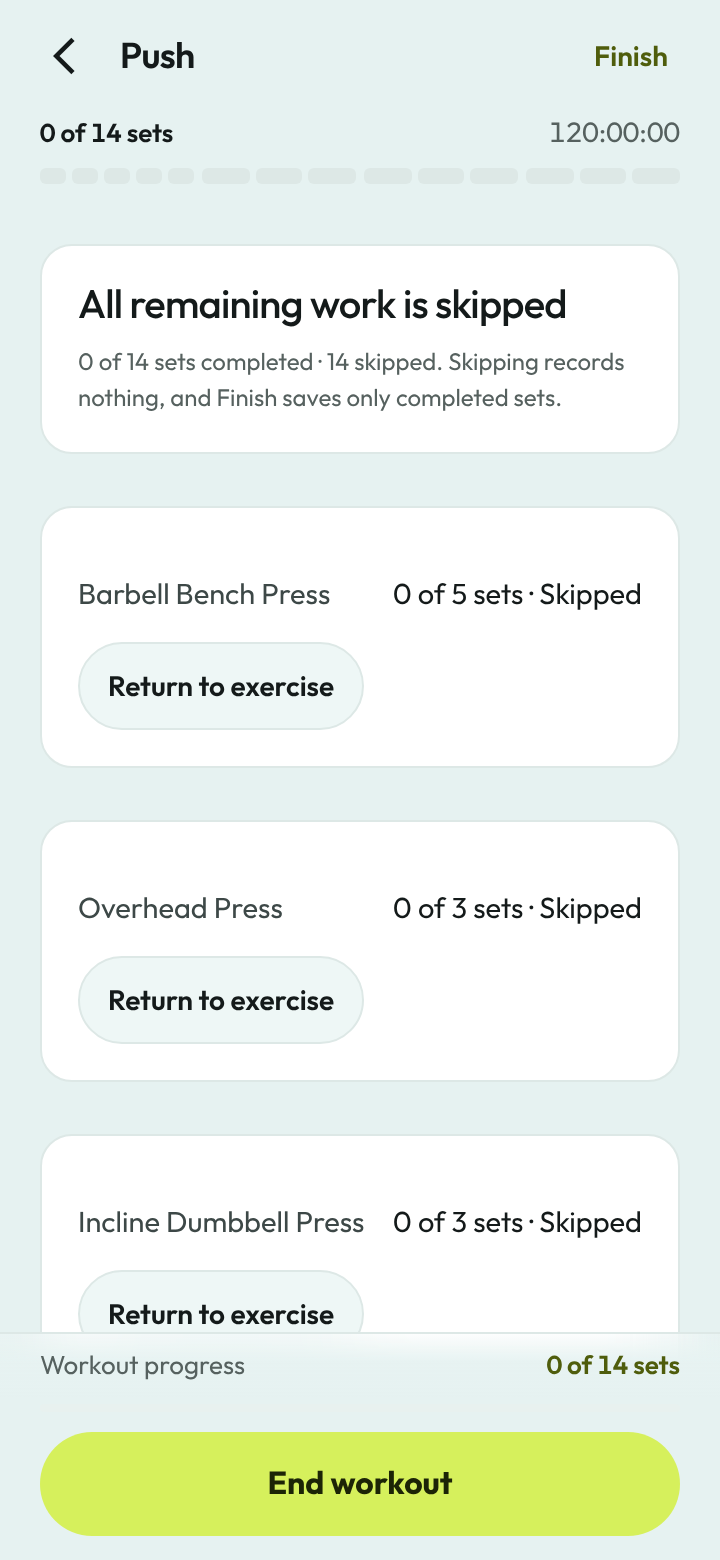 Push
Finish
0 of 14 sets
120:00:00
All remaining work is skipped
0 of 14 sets completed · 14 skipped. Skipping records
nothing, and Finish saves only completed sets.
Barbell Bench Press
0 of 5 sets · Skipped
Return to exercise
Overhead Press
0 of 3 sets · Skipped
Return to exercise
Incline Dumbbell Press
0 of 3 sets · Skipped
Return to exercise
Workout progress
0 of 14 sets
End workout